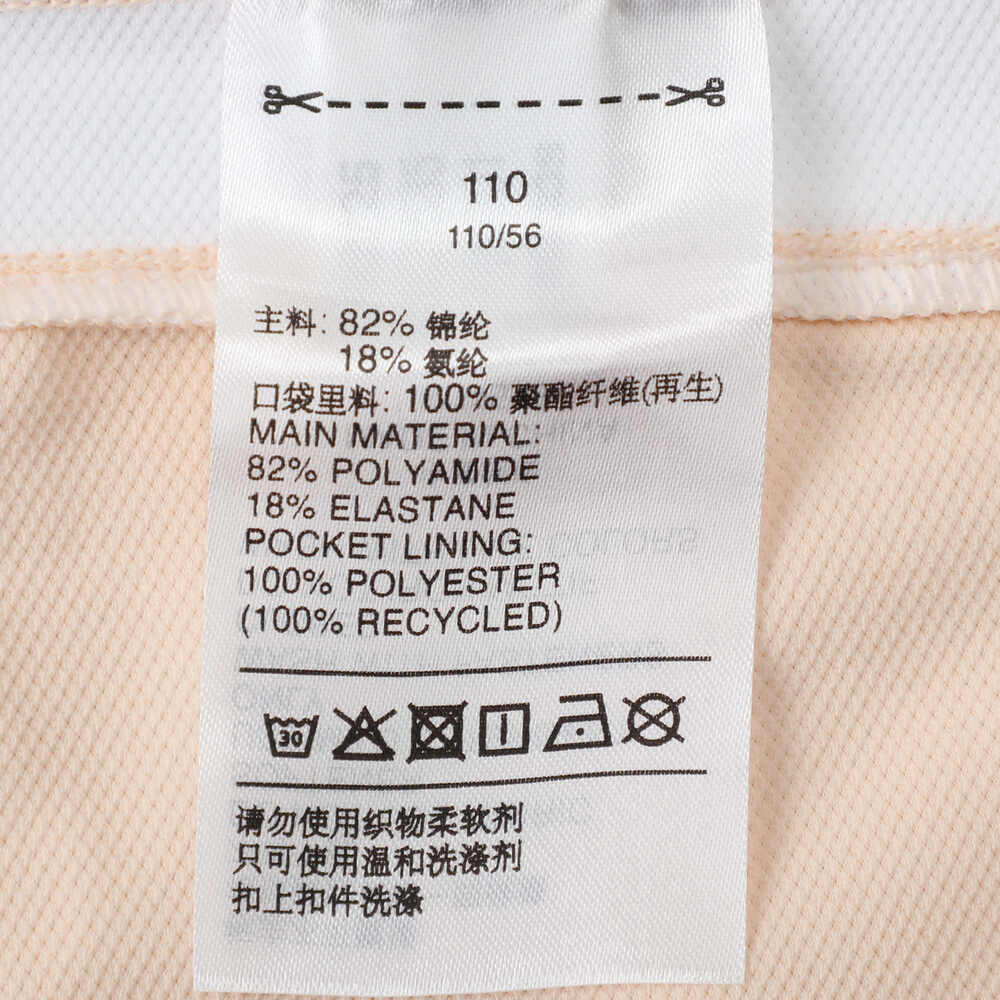 110
110/56
主料: 82% 锦纶
18% 氨纶
口袋里料: 100% 聚酯纤维(再生)
MAIN MATERIAL:
82% POLYAMIDE
18% ELASTANE
POCKET LINING:
100% POLYESTER
(100% RECYCLED)
30
请勿使用织物柔软剂
只可使用温和洗涤剂
扣上扣件洗涤